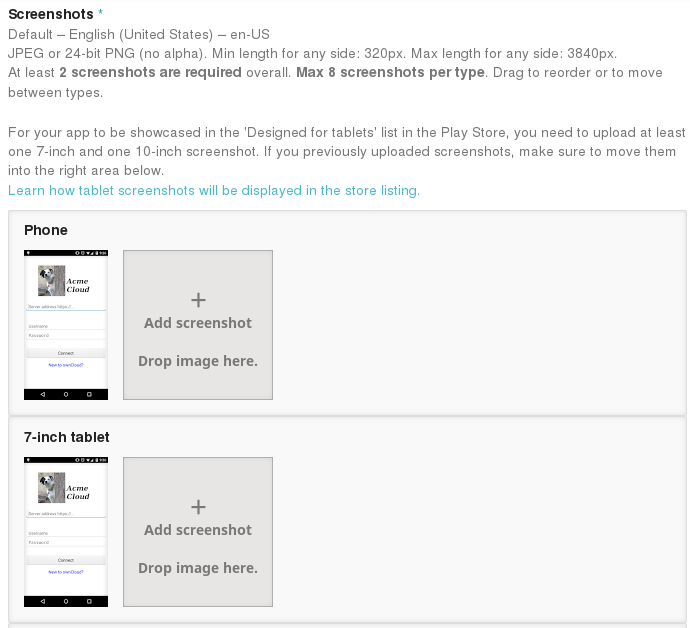 Screenshots *
Default – English (United States) – en-US
JPEG or 24-bit PNG (no alpha). Min length for any side: 320px. Max length for any side: 3840px.
At least 2 screenshots are required overall. Max 8 screenshots per type. Drag to reorder or to move
between types.
For your app to be showcased in the 'Designed for tablets' list in the Play Store, you need to upload at least
one 7-inch and one 10-inch screenshot. If you previously uploaded screenshots, make sure to move them
into the right area below.
Learn how tablet screenshots will be displayed in the store listing.
Phone
Acme
Cloud
Server address https://...
Username
Password
Connect
New to ownCloud?
+
Add screenshot
Drop image here.
7-inch tablet
Acme
Cloud
Server address https://...
Username
Password
Connect
New to ownCloud?
+
Add screenshot
Drop image here.